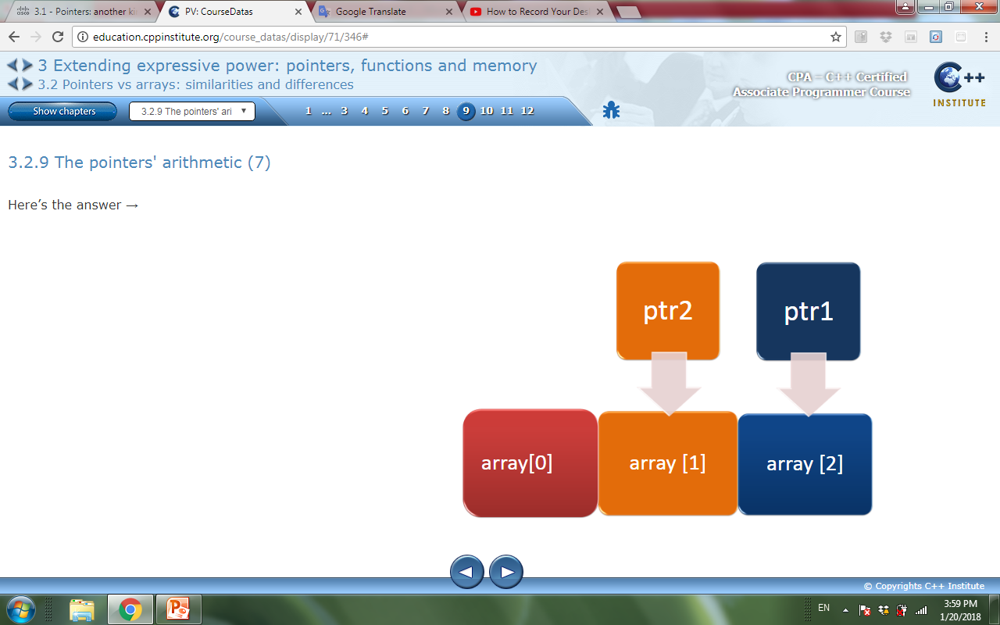 3.1 - Pointers: another ki
PV: CourseDatas
Google Translate
How to Record Your Des
education.cppinstitute.org/course_datas/display/71/346#
3 Extending expressive power: pointers, functions and memory
3.2 Pointers vs arrays: similarities and differences
CPA – C++ Certified
Associate Programmer Course
C++
INSTITUTE
Show chapters
3.2.9 The pointers' ari
1 ... 3 4 5 6 7 8 9 10 11 12
3.2.9 The pointers' arithmetic (7)
Here’s the answer →
ptr2
ptr1
array[0]
array [1]
array [2]
© Copyrights C++ Institute
EN
3:59 PM
1/20/2018